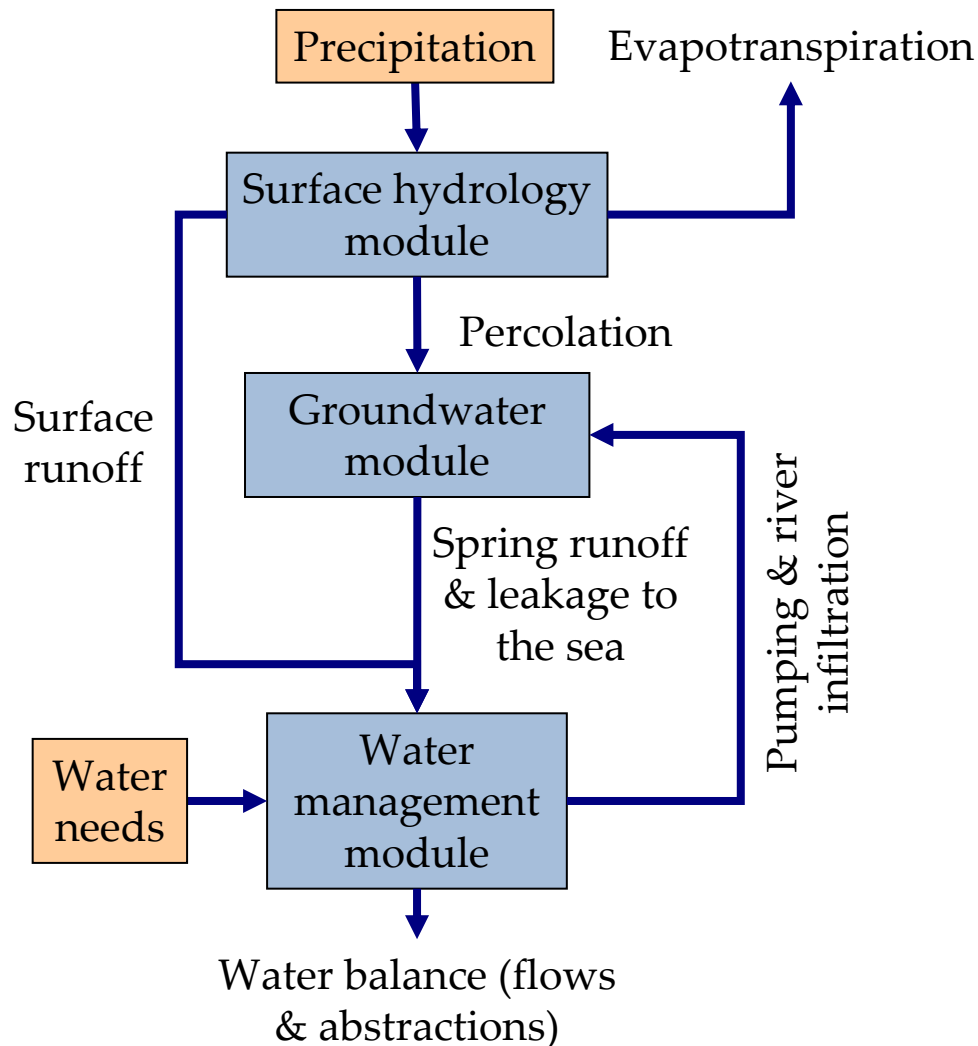 Precipitation
Evapotranspiration
Surface hydrology
module
Percolation
Groundwater
module
Surface
runoff
Spring runoff
& leakage to
the sea
Pumping & river
infiltration
Water
needs
Water
management
module
Water balance (flows
& abstractions)